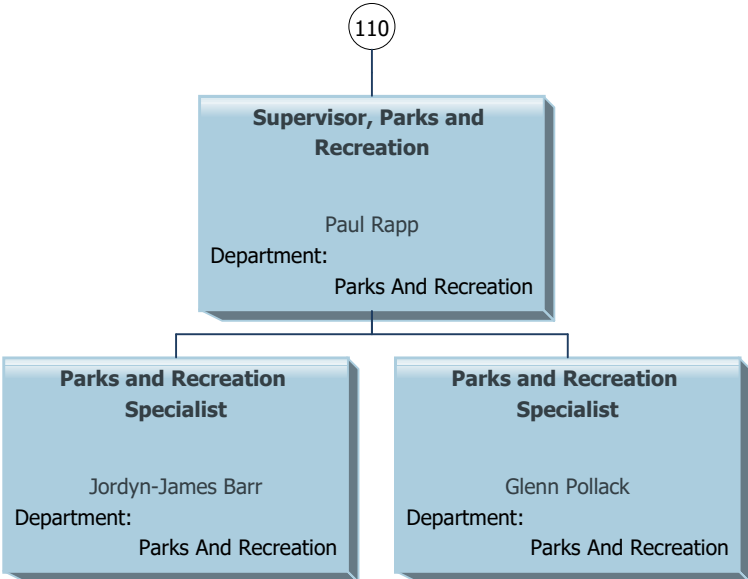 110
Supervisor, Parks and
Recreation
Paul Rapp
Department:
Parks And Recreation
Parks and Recreation
Specialist
Jordyn-James Barr
Department:
Parks And Recreation
Parks and Recreation
Specialist
Glenn Pollack
Department:
Parks And Recreation